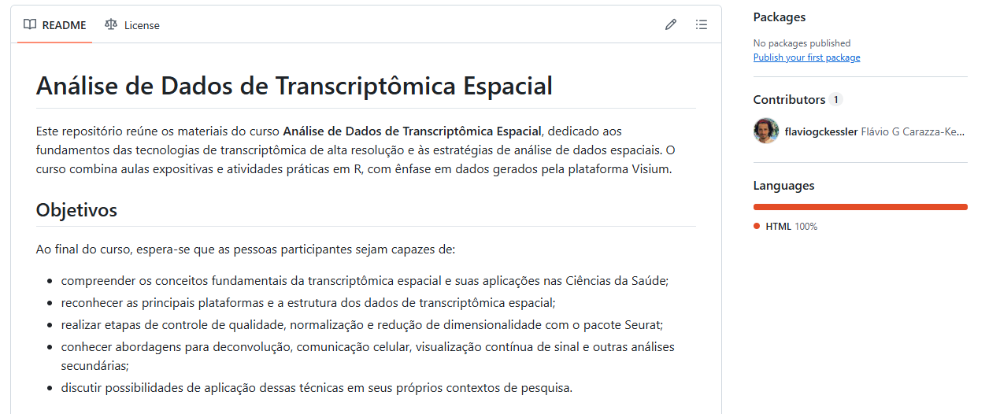 README
License
Análise de Dados de Transcriptômica Espacial
Este repositório reúne os materiais do curso Análise de Dados de Transcriptômica Espacial, dedicado aos
fundamentos das tecnologias de transcriptômica de alta resolução e às estratégias de análise de dados espaciais. O
curso combina aulas expositivas e atividades práticas em R, com ênfase em dados gerados pela plataforma Visium.
Objetivos
Ao final do curso, espera-se que as pessoas participantes sejam capazes de:
compreender os conceitos fundamentais da transcriptômica espacial e suas aplicações nas Ciências da Saúde;
reconhecer as principais plataformas e a estrutura dos dados de transcriptômica espacial;
realizar etapas de controle de qualidade, normalização e redução de dimensionalidade com o pacote Seurat;
conhecer abordagens para deconvolução, comunicação celular, visualização contínua de sinal e outras análises
secundárias;
discutir possibilidades de aplicação dessas técnicas em seus próprios contextos de pesquisa.
Packages
No packages published
Publish your first package
Contributors 1
flaviogckessler Flávio G Carazza-Ke...
Languages
HTML 100%